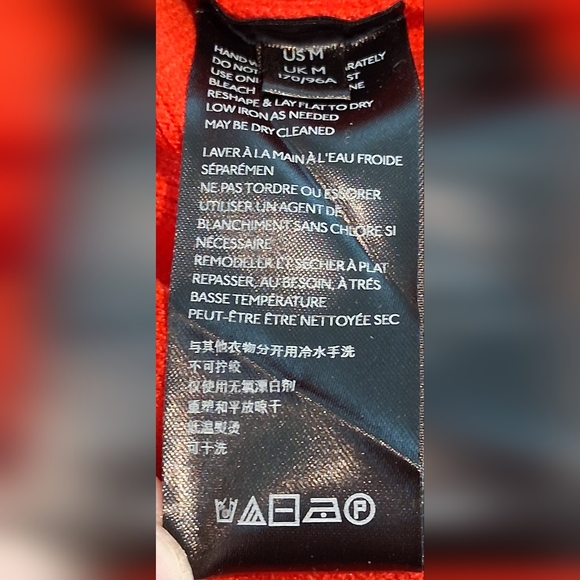 US M
UK M
170/96A
HAND W RATELY
DO NOT ST
USE ONL NE
BLEACH
RESHAPE & LAY FLAT TO DRY
LOW IRON AS NEEDED
MAY BE DRY CLEANED
LAVER À LA MAIN À L'EAU FROIDE
SÉPARÉMEN
NE PAS TORDRE OU ESSORER
UTILISER UN AGENT DE
BLANCHIMENT SANS CHLORE SI
NÉCESSAIRE
REMODELER ET SÉCHER À PLAT
REPASSER, AU BESOIN, À TRÉS
BASSE TEMPÉRATURE
PEUT-ÊTRE ÊTRE NETTOYÉE SEC
与其他衣物分开用冷水手洗
不可拧绞
仅使用无氯漂白剂
重塑和平放晾干
低温熨烫
可干洗
P